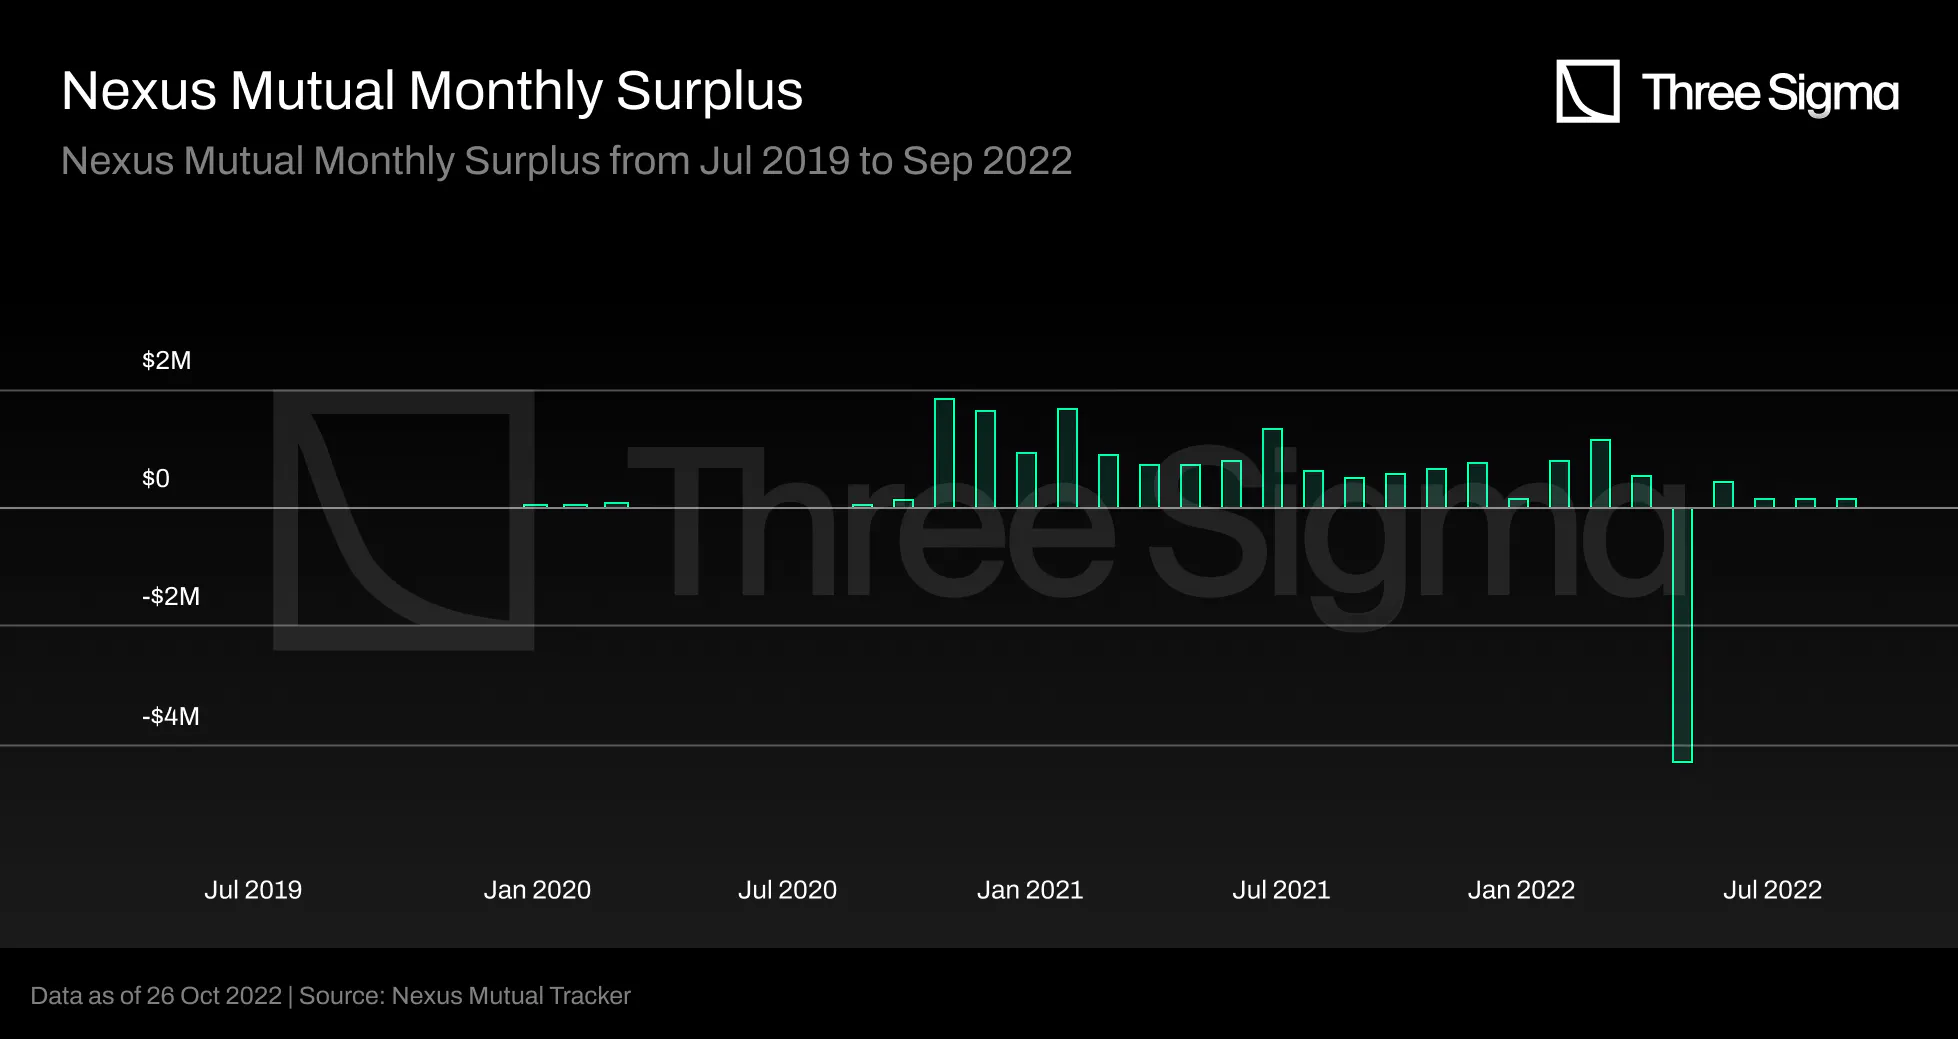 Nexus Mutual Monthly Surplus
Three Sigma
Nexus Mutual Monthly Surplus from Jul 2019 to Sep 2022
$2M
$0
-$2M
-$4M
Three Sigma
Jul 2019 Jan 2020 Jul 2020 Jan 2021 Jul 2021 Jan 2022 Jul 2022
Data as of 26 Oct 2022 | Source: Nexus Mutual Tracker